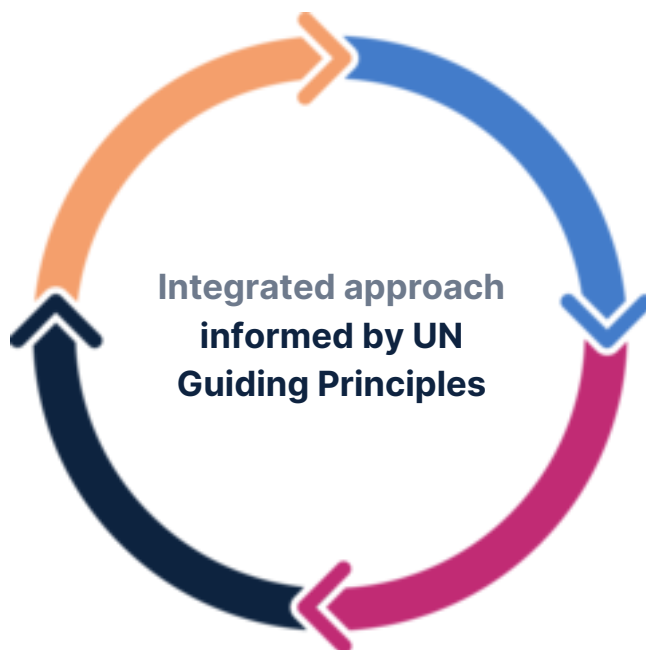 Integrated approach
informed by UN
Guiding Principles